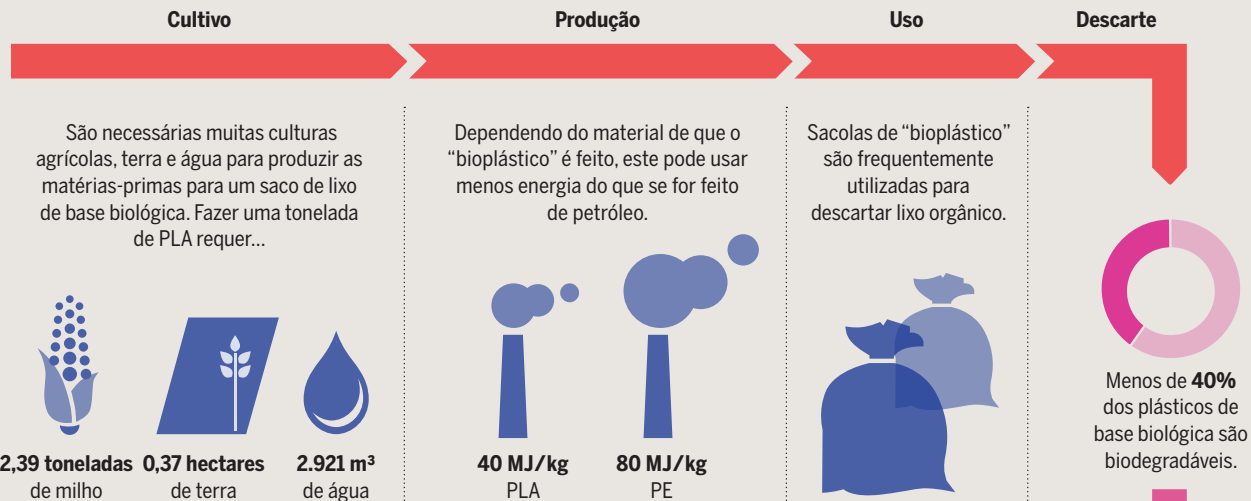 Cultivo
Produção
Uso
Descarte
São necessárias muitas culturas
agrícolas, terra e água para produzir as
matérias-primas para um saco de lixo
de base biológica. Fazer uma tonelada
de PLA requer...
2,39 toneladas
de milho
0,37 hectares
de terra
2.921 m³
de água
Dependendo do material de que o
“bioplástico” é feito, este pode usar
menos energia do que se for feito
de petróleo.
40 MJ/kg
PLA
80 MJ/kg
PE
Sacolas de “bioplástico”
são frequentemente
utilizadas para
descartar lixo orgânico.
Menos de 40%
dos plásticos de
base biológica são
biodegradáveis.